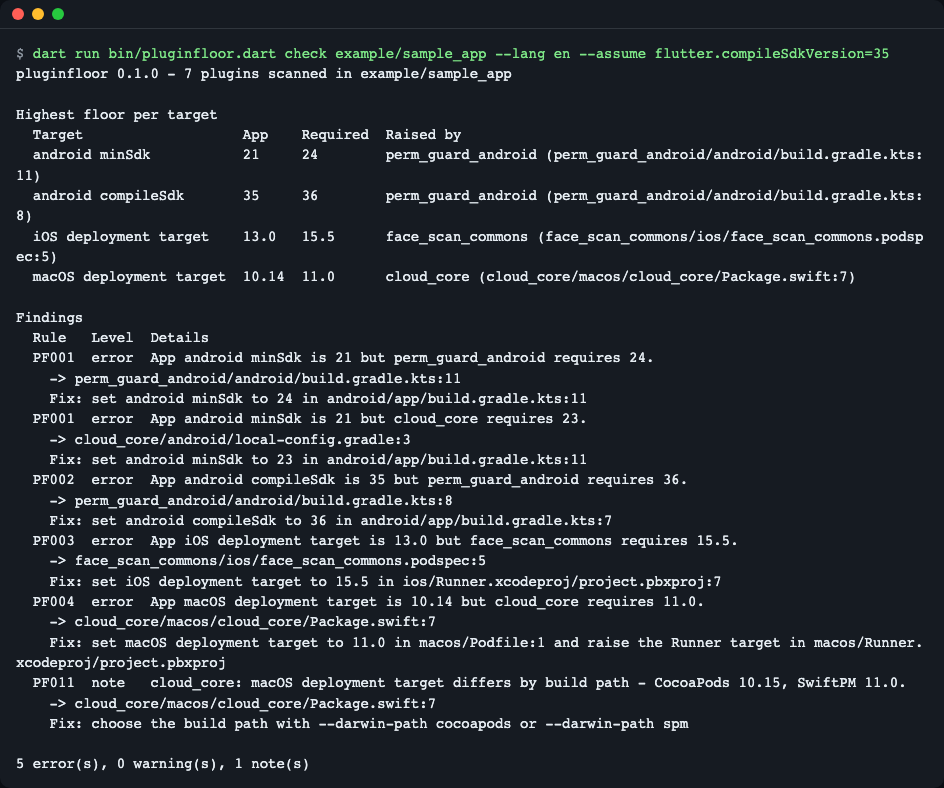 $ dart run bin/pluginfloor.dart check example/sample_app --lang en --assume flutter.compileSdkVersion=35
pluginfloor 0.1.0 - 7 plugins scanned in example/sample_app

Highest floor per target
  Target                   App    Required  Raised by
  android minSdk           21     24        perm_guard_android (perm_guard_android/android/build.gradle.kts:
11)
  android compileSdk       35     36        perm_guard_android (perm_guard_android/android/build.gradle.kts:
8)
  iOS deployment target    13.0   15.5      face_scan_commons (face_scan_commons/ios/face_scan_commons.podsp
ec:5)
  macOS deployment target  10.14  11.0      cloud_core (cloud_core/macos/cloud_core/Package.swift:7)

Findings
  Rule   Level  Details
  PF001  error  App android minSdk is 21 but perm_guard_android requires 24.
    -> perm_guard_android/android/build.gradle.kts:11
    Fix: set android minSdk to 24 in android/app/build.gradle.kts:11
  PF001  error  App android minSdk is 21 but cloud_core requires 23.
    -> cloud_core/android/local-config.gradle:3
    Fix: set android minSdk to 23 in android/app/build.gradle.kts:11
  PF002  error  App android compileSdk is 35 but perm_guard_android requires 36.
    -> perm_guard_android/android/build.gradle.kts:8
    Fix: set android compileSdk to 36 in android/app/build.gradle.kts:7
  PF003  error  App iOS deployment target is 13.0 but face_scan_commons requires 15.5.
    -> face_scan_commons/ios/face_scan_commons.podspec:5
    Fix: set iOS deployment target to 15.5 in ios/Runner.xcodeproj/project.pbxproj:7
  PF004  error  App macOS deployment target is 10.14 but cloud_core requires 11.0.
    -> cloud_core/macos/cloud_core/Package.swift:7
    Fix: set macOS deployment target to 11.0 in macos/Podfile:1 and raise the Runner target in macos/Runner.
xcodeproj/project.pbxproj
  PF011  note   cloud_core: macOS deployment target differs by build path - CocoaPods 10.15, SwiftPM 11.0.
    -> cloud_core/macos/cloud_core/Package.swift:7
    Fix: choose the build path with --darwin-path cocoapods or --darwin-path spm

5 error(s), 0 warning(s), 1 note(s)